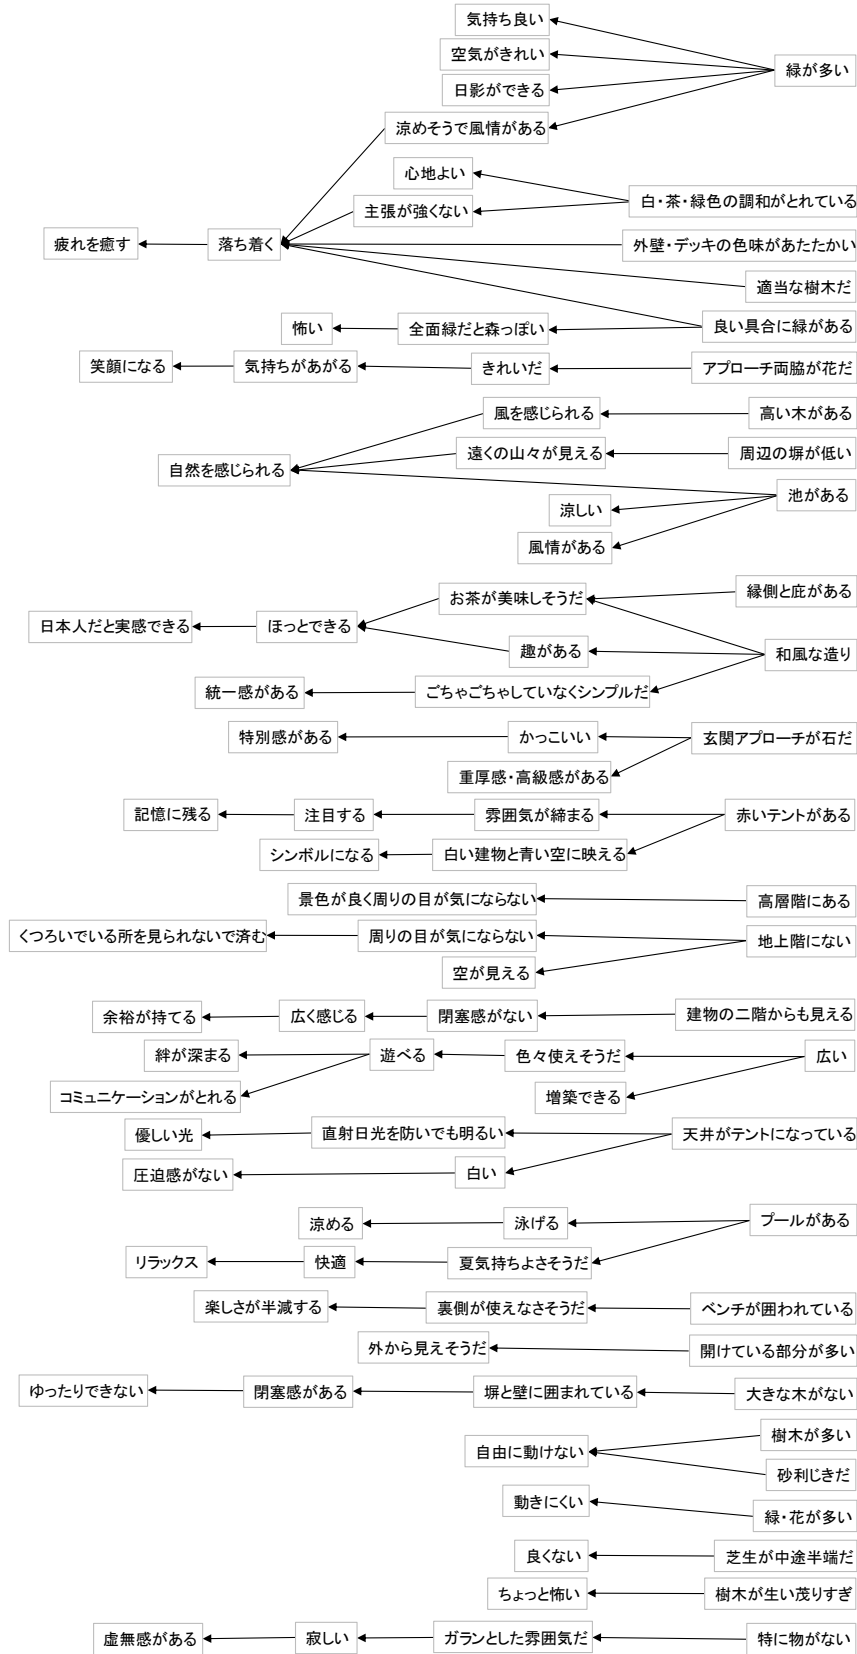 気持ち良い
空気がきれい
緑が多い
日影ができる
涼めそうで風情がある
心地よい
白・茶・緑色の調和がとれている
主張が強くない
疲れを癒す
落ち着く
外壁・デッキの色味があたたかい
適当な樹木だ
怖い
全面緑だと森っぽい
良い具合に緑がある
笑顔になる
気持ちがあがる
きれいだ
アプローチ両脇が花だ
風を感じられる
高い木がある
遠くの山々が見える
周辺の塀が低い
自然を感じられる
池がある
涼しい
風情がある
お茶が美味しそうだ
縁側と庇がある
日本人だと実感できる
ほっとできる
趣がある
和風な造り
統一感がある
ごちゃごちゃしていなくシンプルだ
特別感がある
かっこいい
玄関アプローチが石だ
重厚感・高級感がある
記憶に残る
注目する
雰囲気が締まる
赤いテントがある
シンボルになる
白い建物と青い空に映える
景色が良く周りの目が気にならない
高層階にある
くつろいでいる所を見られないで済む
周りの目が気にならない
地上階にない
空が見える
余裕が持てる
広く感じる
閉塞感がない
建物の二階からも見える
絆が深まる
遊べる
色々使えそうだ
広い
コミュニケーションがとれる
増築できる
優しい光
直射日光を防いでも明るい
天井がテントになっている
圧迫感がない
白い
涼める
泳げる
プールがある
リラックス
快適
夏気持ちよさそうだ
楽しさが半減する
裏側が使えなさそうだ
ベンチが囲われている
外から見えそうだ
開けている部分が多い
ゆったりできない
閉塞感がある
塀と壁に囲まれている
大きな木がない
樹木が多い
自由に動けない
砂利じきだ
動きにくい
緑・花が多い
良くない
芝生が中途半端だ
ちょっと怖い
樹木が生い茂りすぎ
虚無感がある
寂しい
ガランとした雰囲気だ
特に物がない